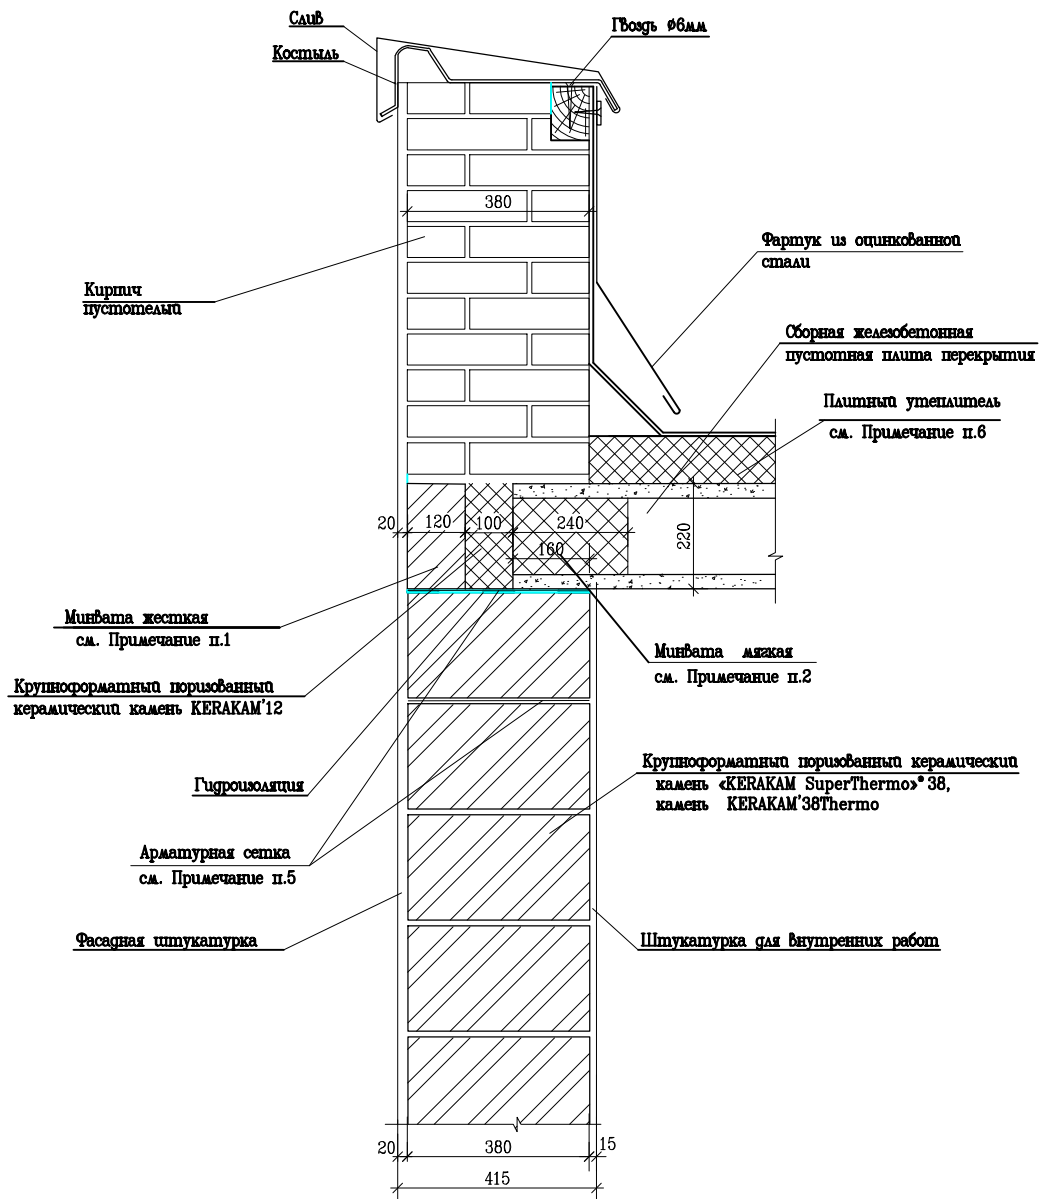 Слив
Гвоздь ø6мм
Костыль
380
Фартук из оцинкованной
стали
Кирпич
пустотелый
Сборная железобетонная
пустотная плита перекрытия
Плитный утеплитель
см. Примечание п.6
20 120 100 240
160
220
Минвата жесткая
см. Примечание п.1
Минвата мягкая
см. Примечание п.2
Крупноформатный поризованный
керамический камень KERAKAM'12
Крупноформатный поризованный керамический
камень «KERAKAM SuperThermo»® 38,
камень KERAKAM'38Thermo
Гидроизоляция
Арматурная сетка
см. Примечание п.5
Фасадная штукатурка
Штукатурка для внутренних работ
20 380 15
415